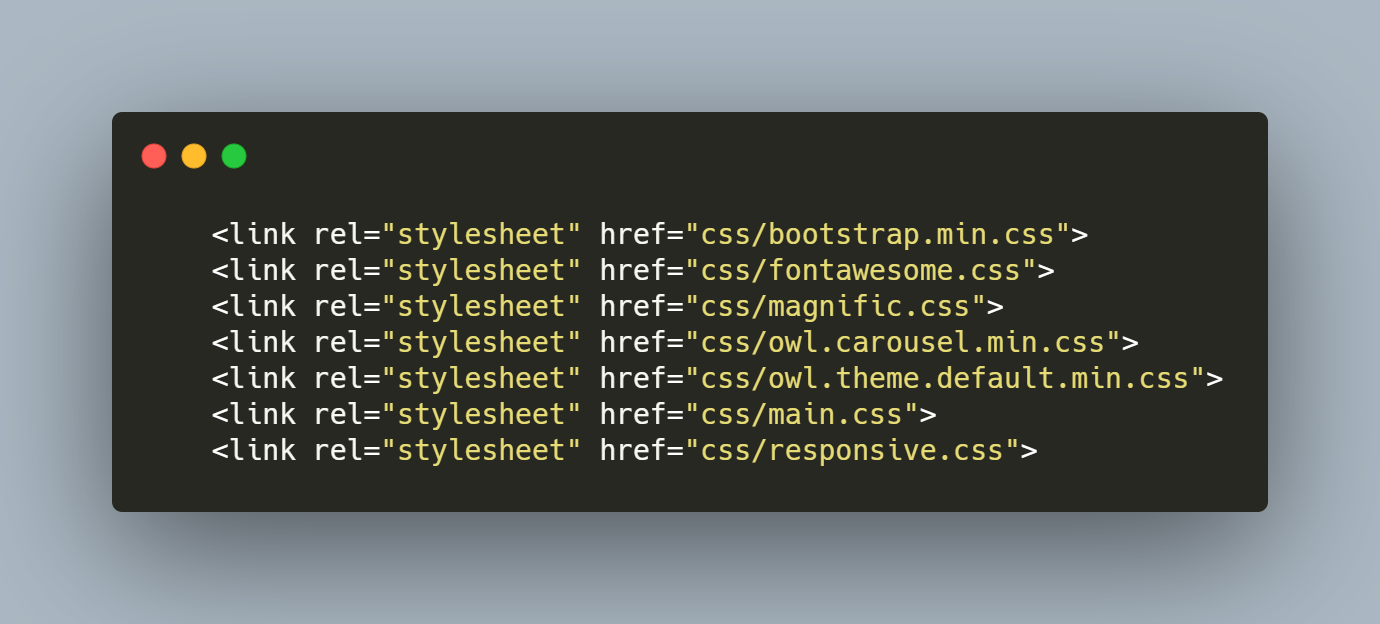 <link rel="stylesheet" href="css/bootstrap.min.css">
<link rel="stylesheet" href="css/fontawesome.css">
<link rel="stylesheet" href="css/magnific.css">
<link rel="stylesheet" href="css/owl.carousel.min.css">
<link rel="stylesheet" href="css/owl.theme.default.min.css">
<link rel="stylesheet" href="css/main.css">
<link rel="stylesheet" href="css/responsive.css">